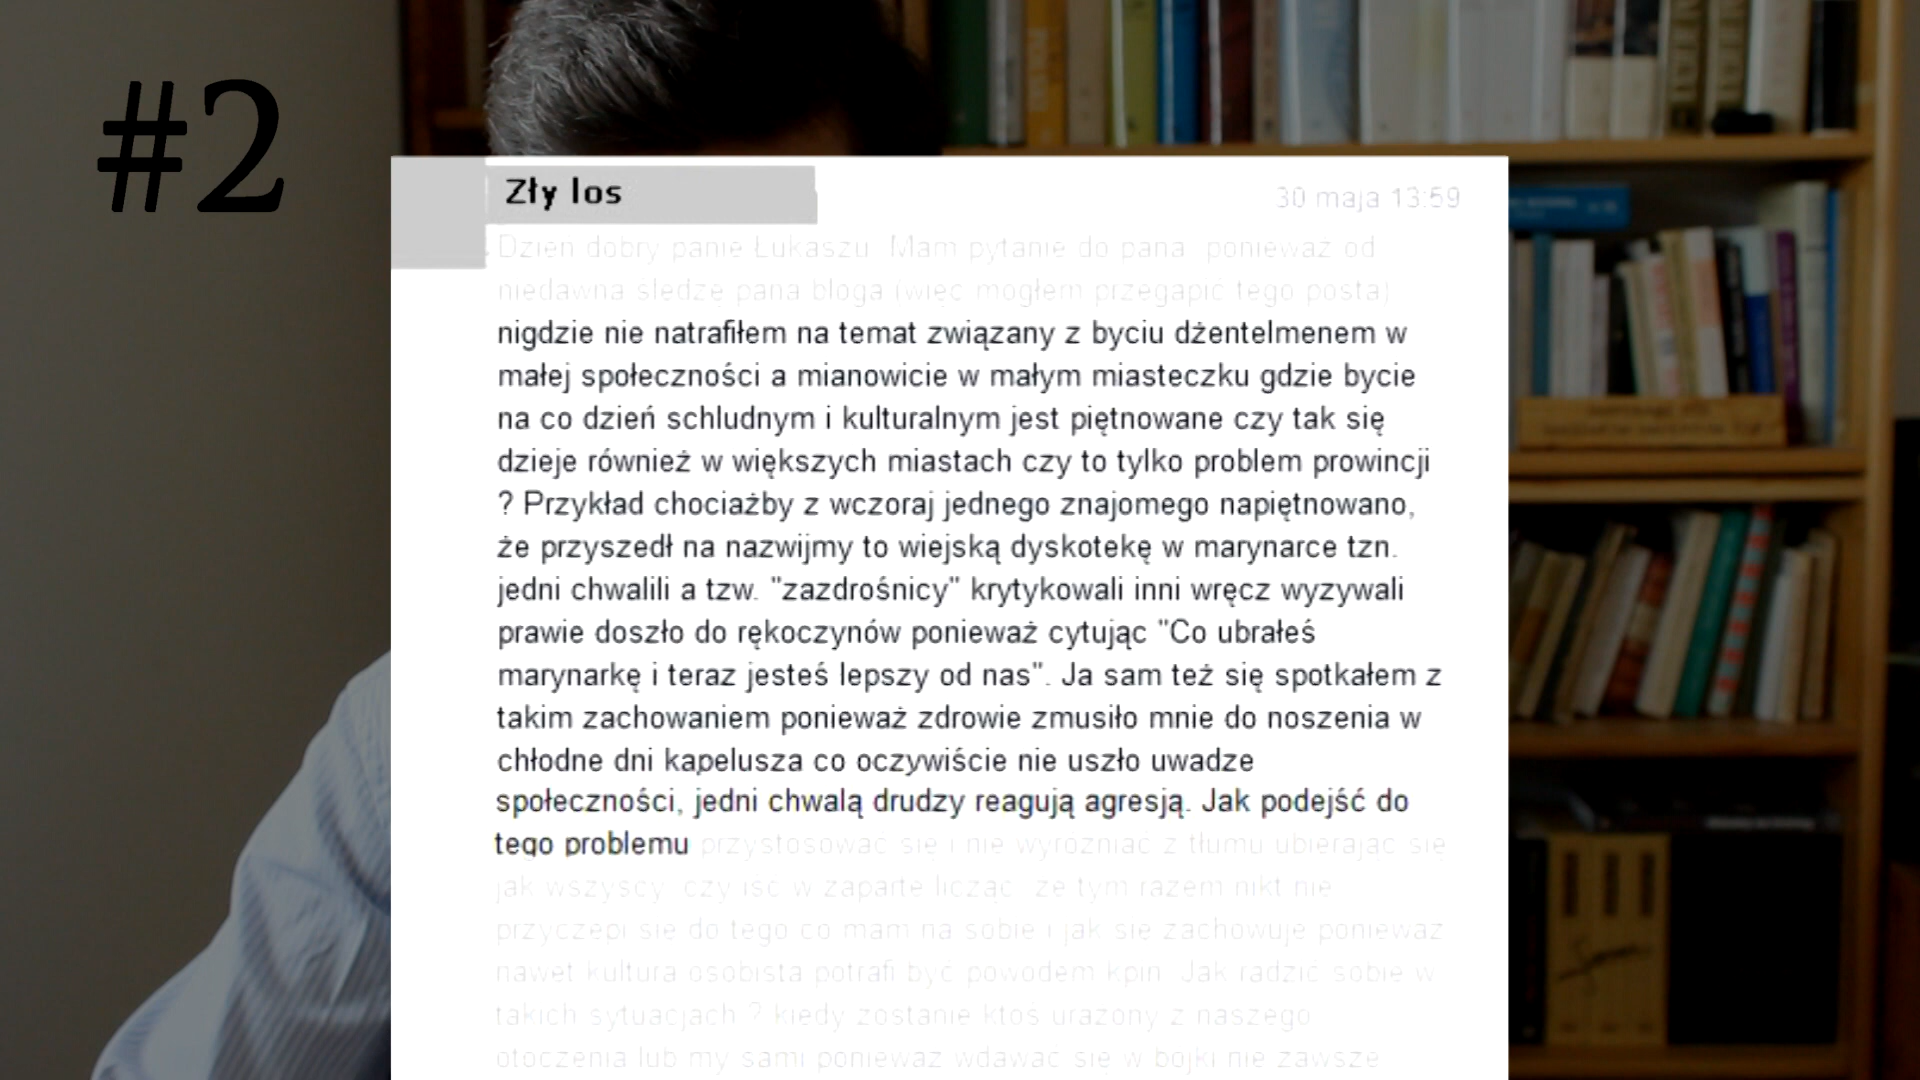 #2
Zły los
30 maja 13:59
Dzień dobry panie Łukaszu. Mam pytanie do pana, ponieważ od
niedawna śledzę pana bloga (więc mogłem przegapić tego posta)
nigdzie nie natrafiłem na temat związany z byciu dżentelmenem w
małej społeczności a mianowicie w małym miasteczku gdzie bycie
na co dzień schludnym i kulturalnym jest piętnowane czy tak się
dzieje również w większych miastach czy to tylko problem prowincji
? Przykład chociażby z wczoraj jednego znajomego napiętnowano,
że przyszedł na nazwijmy to wiejską dyskotekę w marynarce tzn.
jedni chwalili a tzw. "zazdrośnicy" krytykowali inni wręcz wyzywali
prawie doszło do rękoczynów ponieważ cytując "Co ubrałeś
marynarkę i teraz jesteś lepszy od nas". Ja sam też się spotkałem z
takim zachowaniem ponieważ zdrowie zmusiło mnie do noszenia w
chłodne dni kapelusza co oczywiście nie uszło uwadze
społeczności, jedni chwalą drudzy reagują agresją. Jak podejść do
tego problemu przystosować się i nie wyróżniać z tłumu ubierając się
jak wszyscy, czy iść w zaparte licząc, że tym razem nikt nie
przyczepi się do tego co mam na sobie i jak się zachowuje ponieważ
nawet kultura osobista potrafi być powodem kpin. Jak radzić sobie w
takich sytuacjach ? kiedy zostanie ktoś urażony z naszego
otoczenia lub my sami ponieważ wdawać się w bójki nie zawsze